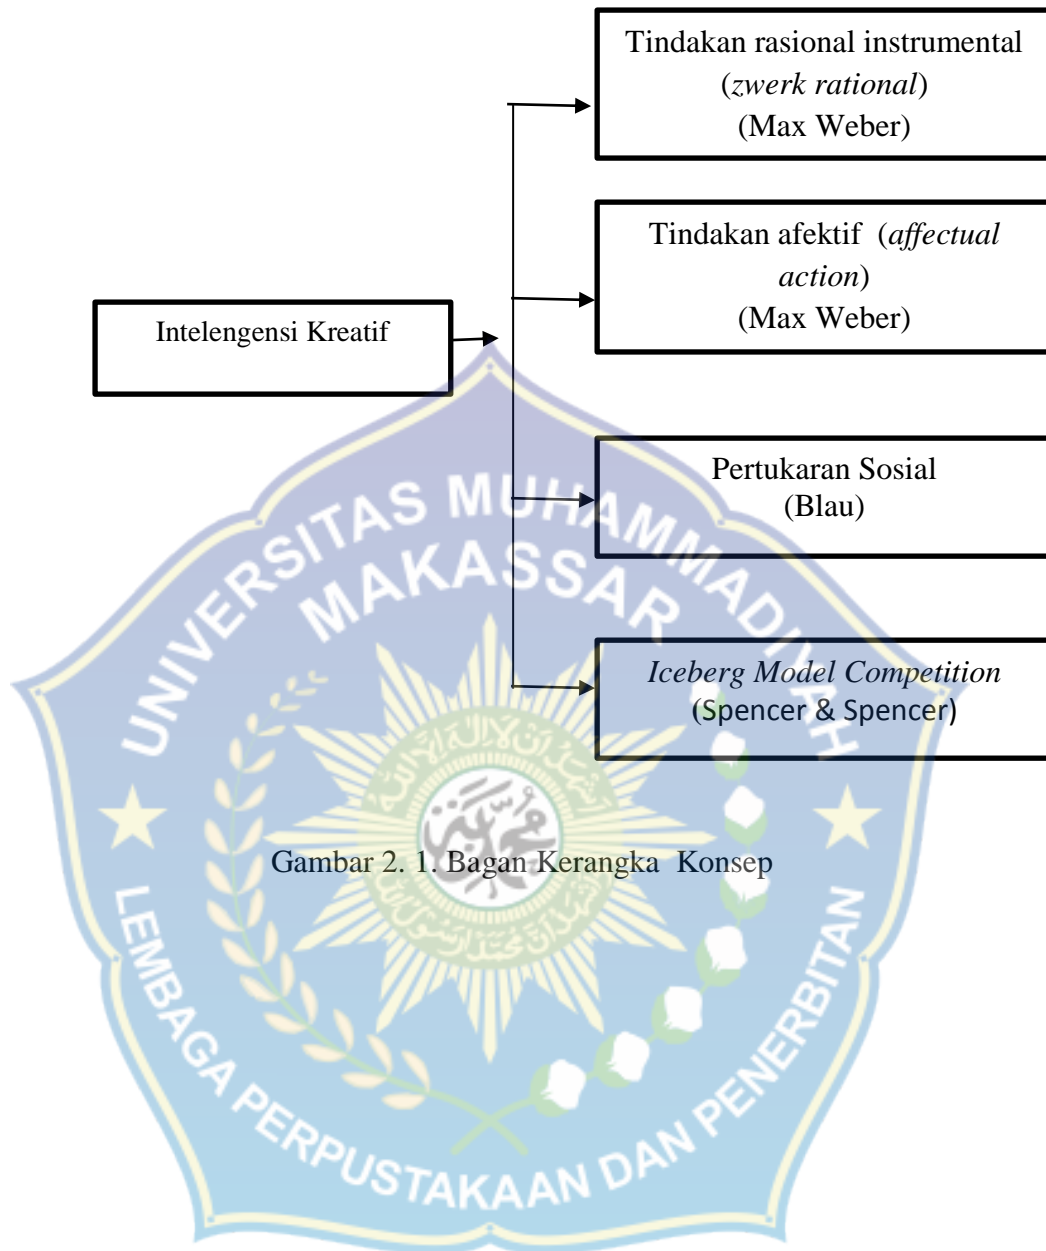 Tindakan rasional instrumental
(zwerk rational)
(Max Weber)
Tindakan afektif (affectual
action)
(Max Weber)
Intelengensi Kreatif
Pertukaran Sosial
(Blau)
Iceberg Model Competition
(Spencer & Spencer)
Gambar 2. 1. Bagan Kerangka Konsep
UNIVERSITAS MUHAMMADIYAH
MAKASSAR
LEMBAGA PERPUSTAKAAN DAN PENERBITAN